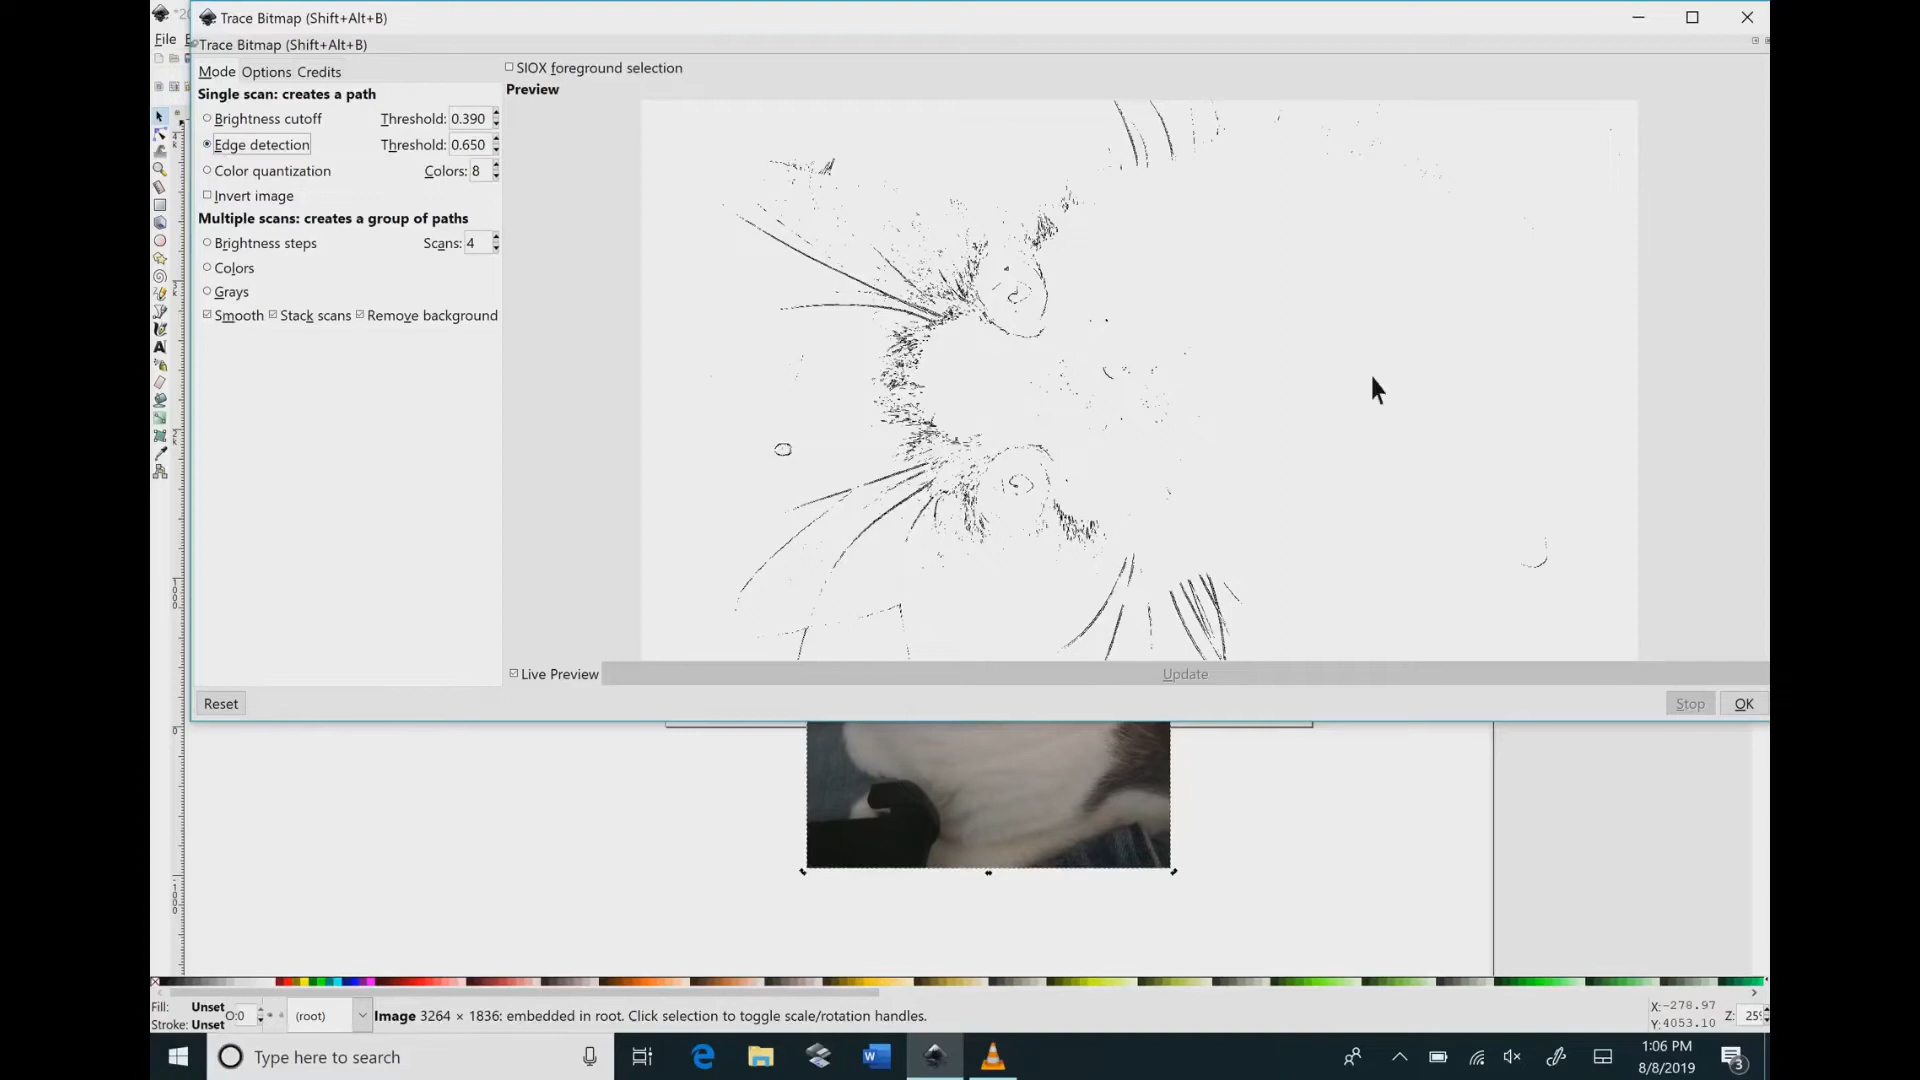 Trace Bitmap (Shift+Alt+B)
File
Trace Bitmap (Shift+Alt+B)
Mode Options Credits
SIOX foreground selection
Single scan: creates a path
Preview
Brightness cutoff Threshold: 0.390
Edge detection Threshold: 0.650
Color quantization Colors: 8
Invert image
Multiple scans: creates a group of paths
Brightness steps Scans: 4
Colors
Grays
Smooth Stack scans Remove background
Live Preview
Update
Reset
Stop OK
Fill: Unset O:0 (root) Image 3264 × 1836: embedded in root. Click selection to toggle scale/rotation handles. X:-278.97 Z:
Stroke: Unset Y:4053.10
Type here to search
1:06 PM
8/8/2019
3